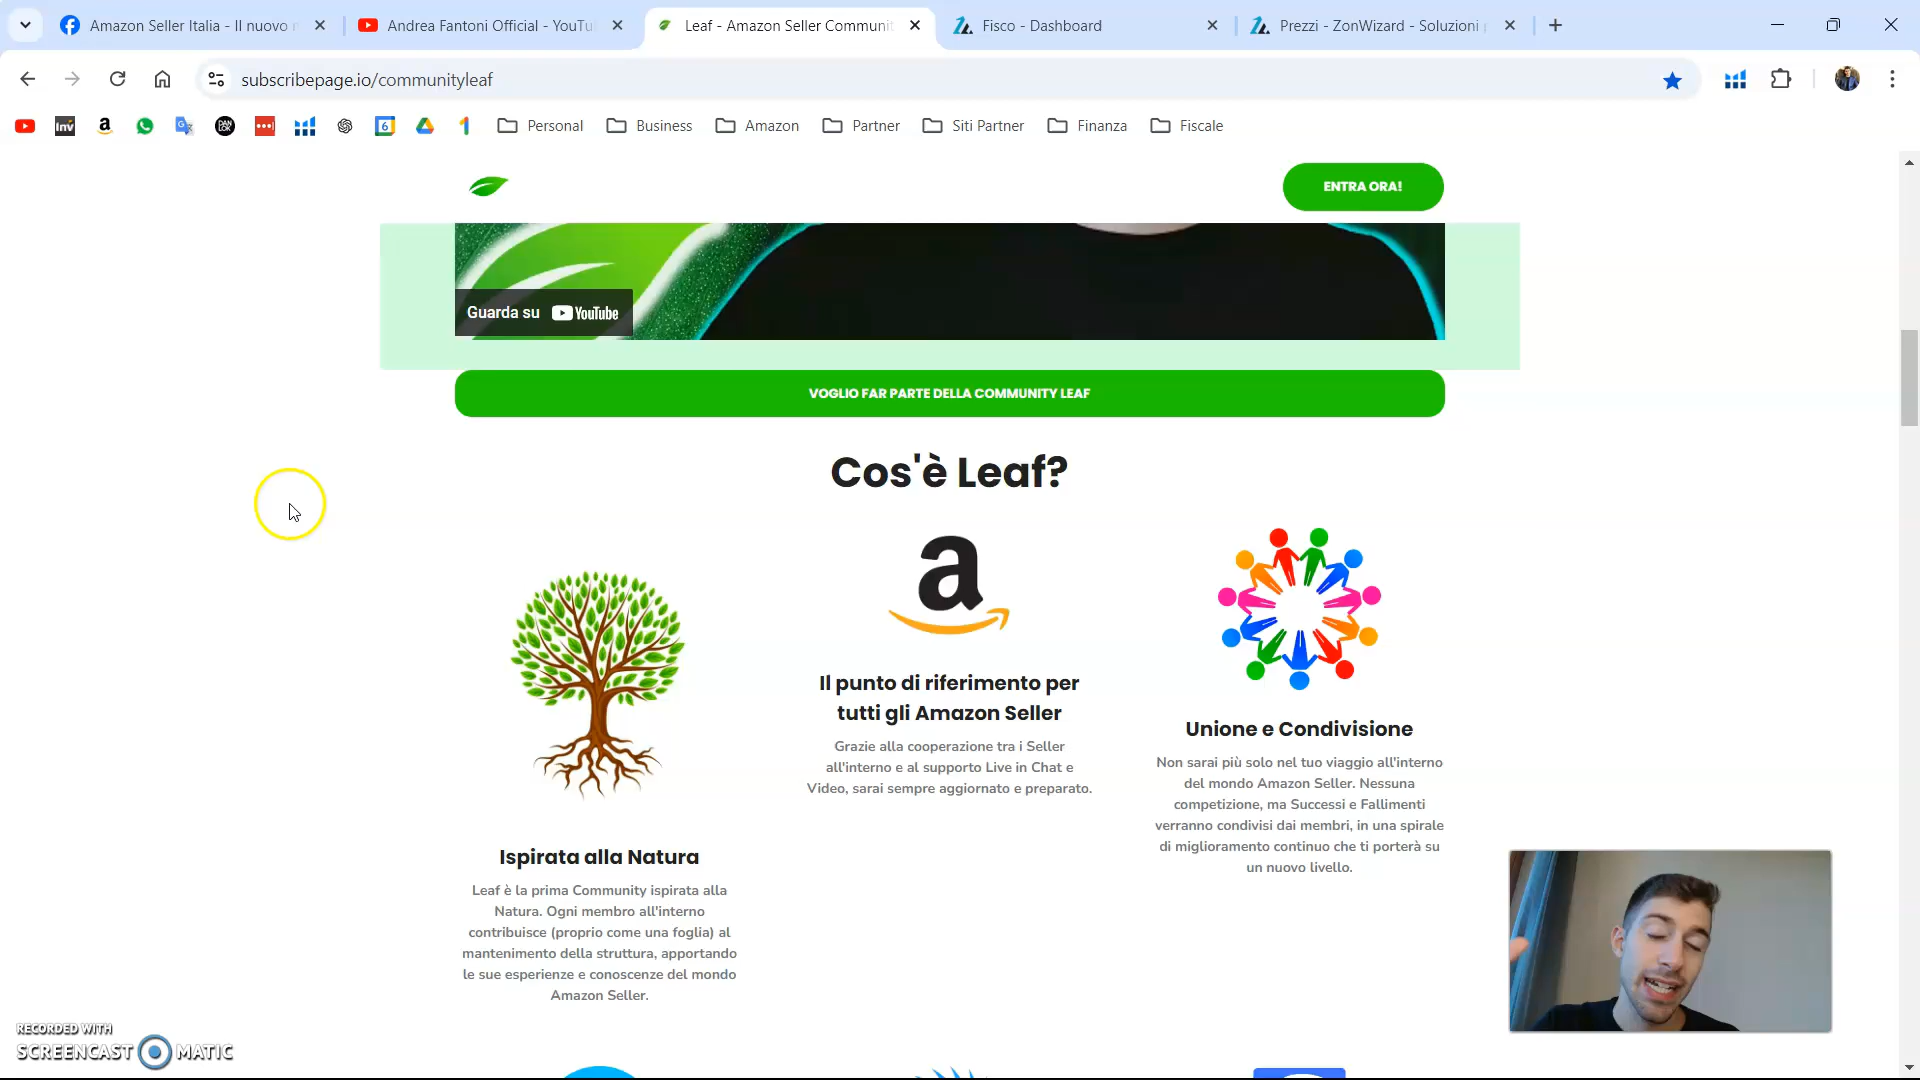 Amazon Seller Italia - Il nuovo
Andrea Fantoni Official - YouTu
Leaf - Amazon Seller Communit
Fisco - Dashboard
Prezzi - ZonWizard - Soluzioni
subscribepage.io/communityleaf
Personal
Business
Amazon
Partner
Siti Partner
Finanza
Fiscale
ENTRA ORA!
Guarda su YouTube
VOGLIO FAR PARTE DELLA COMMUNITY LEAF
Cos'è Leaf?
Il punto di riferimento per
tutti gli Amazon Seller
Grazie alla cooperazione tra i Seller
all'interno e al supporto Live in Chat e
Video, sarai sempre aggiornato e preparato.
Unione e Condivisione
Non sarai più solo nel tuo viaggio all'interno
del mondo Amazon Seller. Nessuna
competizione, ma Successi e Fallimenti
verranno condivisi dai membri, in una spirale
di miglioramento continuo che ti porterà su
un nuovo livello.
Ispirata alla Natura
Leaf è la prima Community ispirata alla
Natura. Ogni membro all'interno
contribuisce (proprio come una foglia) al
mantenimento della struttura, apportando
le sue esperienze e conoscenze del mondo
Amazon Seller.
RECORDED WITH
SCREENCAST MATIC